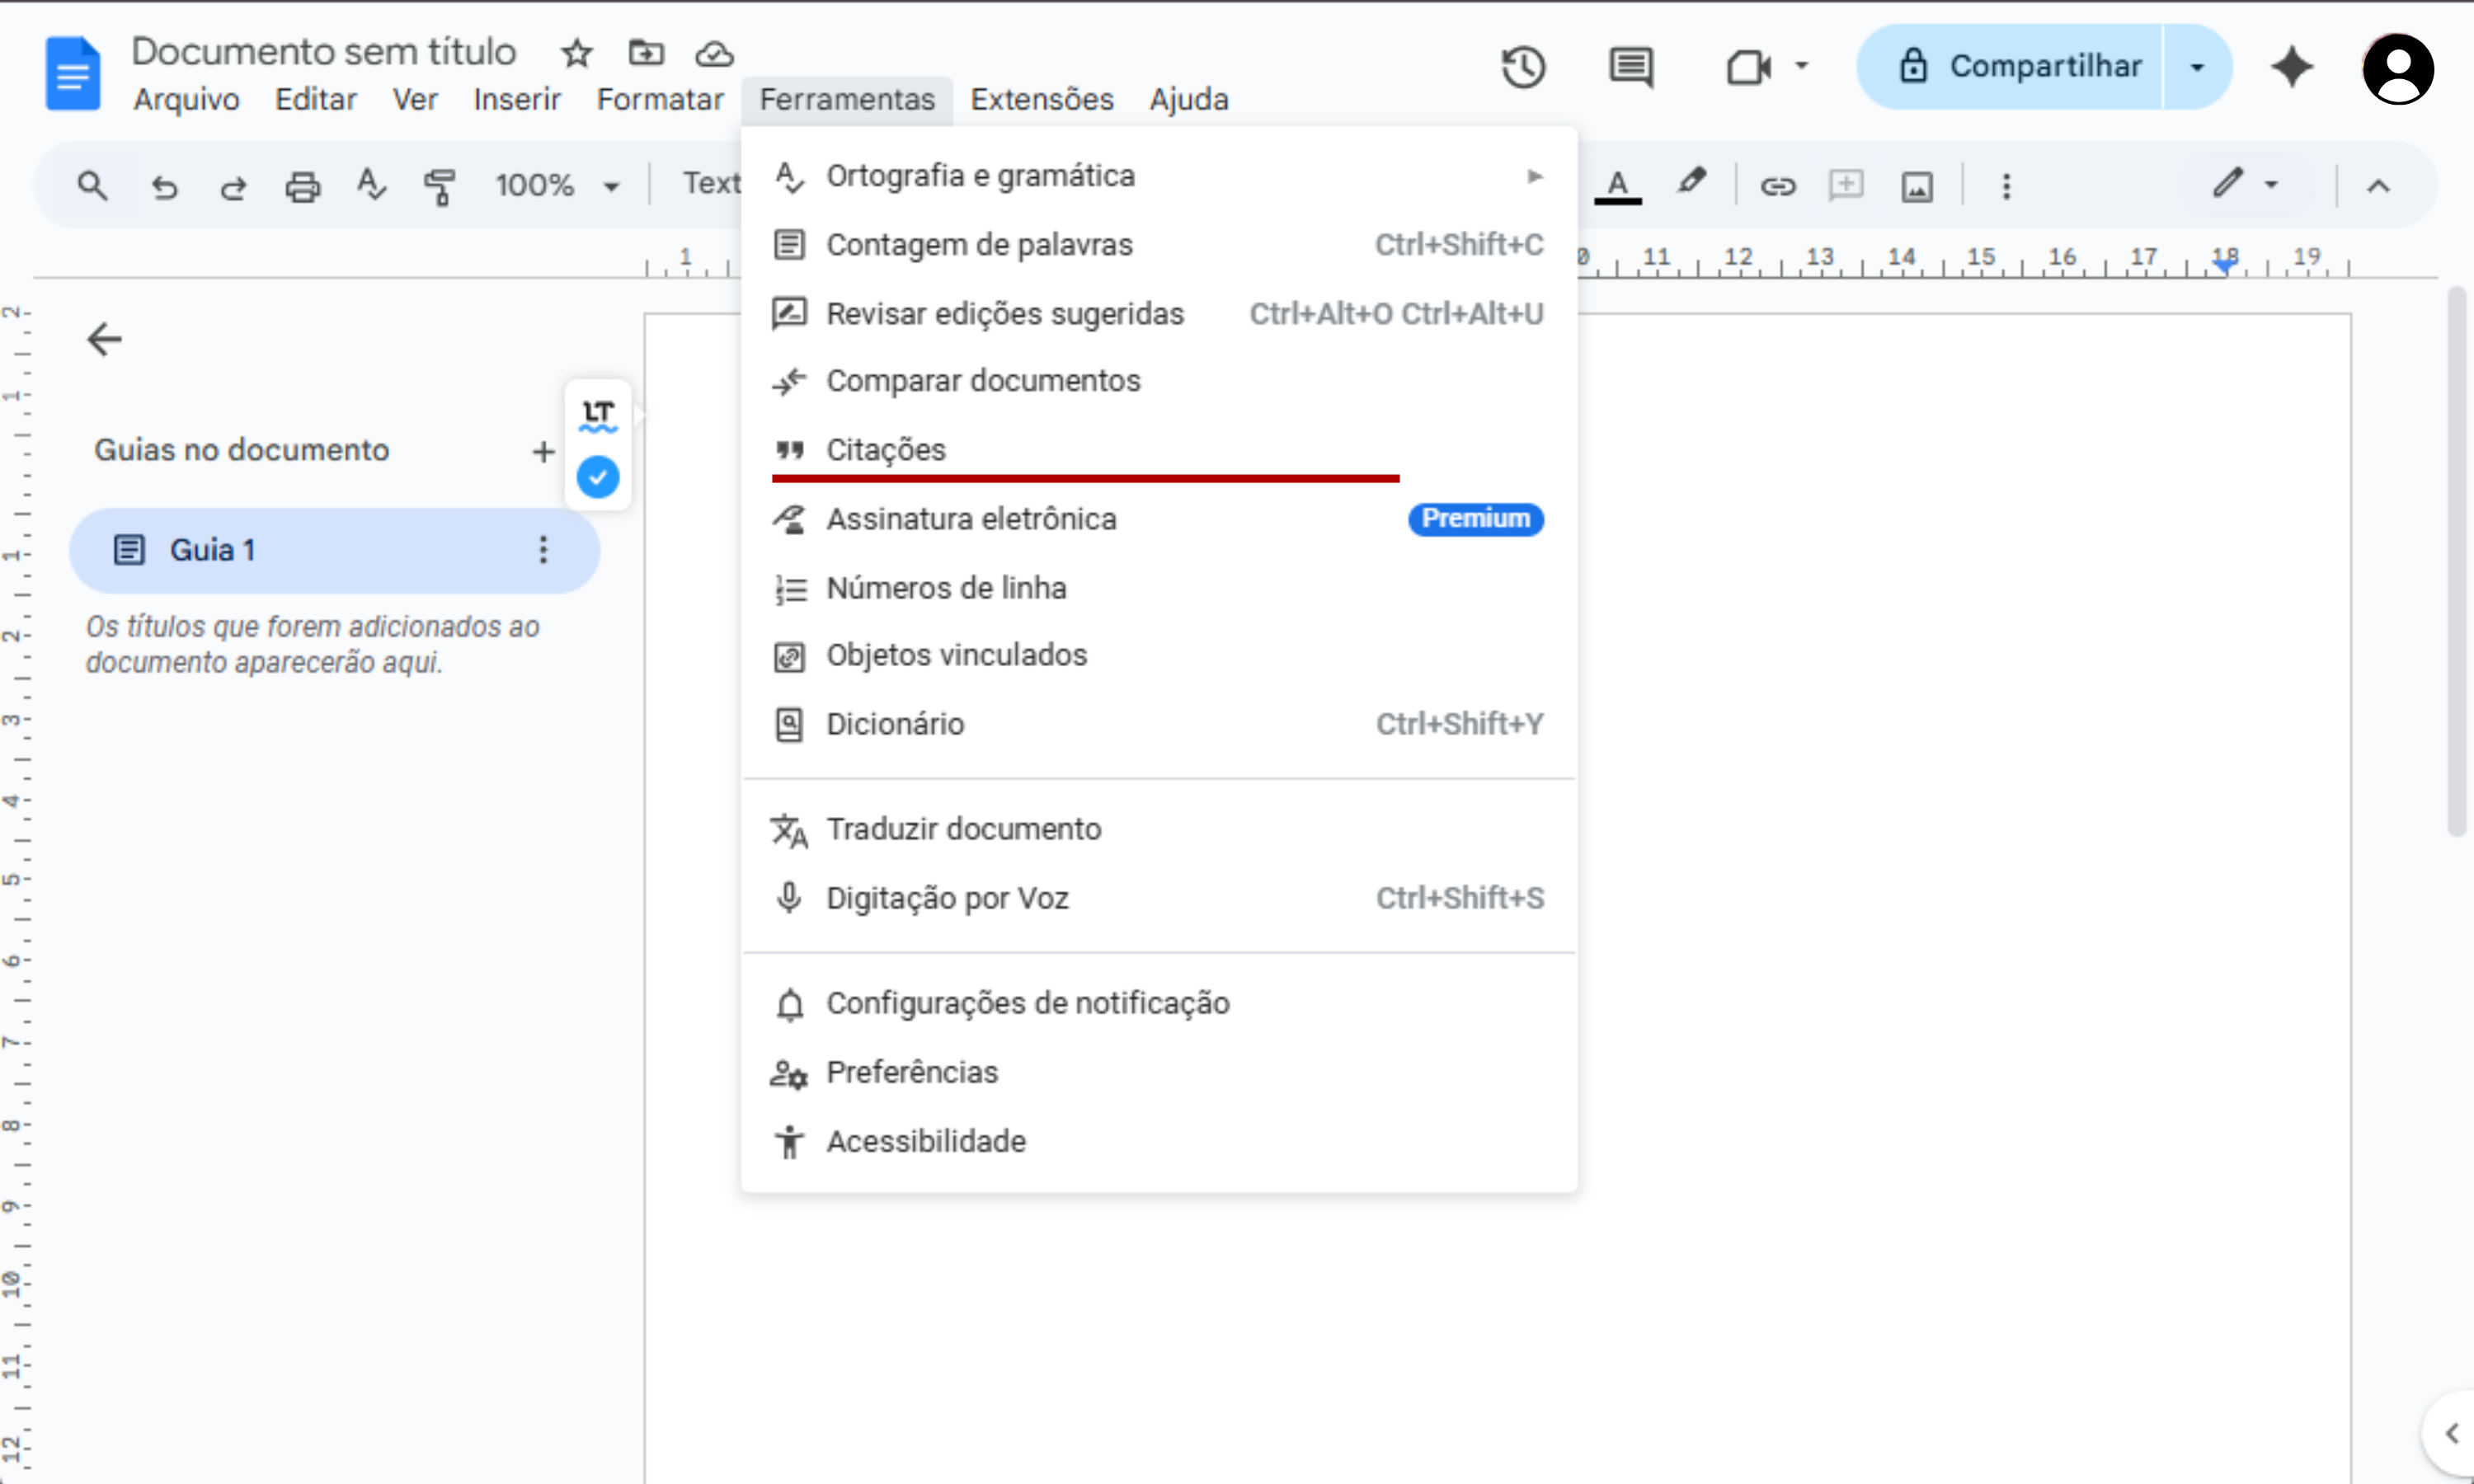 Documento sem título
Arquivo Editar Ver Inserir Formatar Ferramentas Extensões Ajuda
Compartilhar
100% Text
A
Ortografia e gramática
Contagem de palavras Ctrl+Shift+C
Revisar edições sugeridas Ctrl+Alt+O Ctrl+Alt+U
Comparar documentos
Citações
Assinatura eletrônica Premium
Números de linha
Objetos vinculados
Dicionário Ctrl+Shift+Y
Traduzir documento
Digitação por Voz Ctrl+Shift+S
Configurações de notificação
Preferências
Acessibilidade
1 0 11 12 13 14 15 16 17 18 19
2
1
1
2
3
4
5
6
7
8
9
10
11
12
LT
Guias no documento
Guia 1
Os títulos que forem adicionados ao
documento aparecerão aqui.